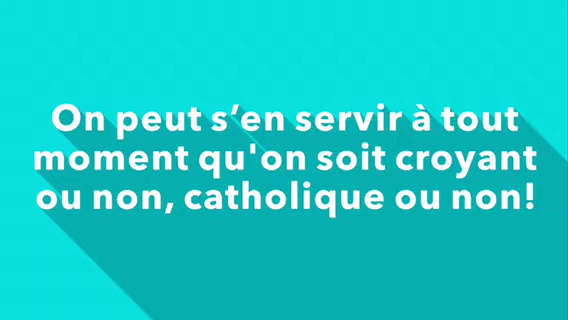 On peut s’en servir à tout
moment qu'on soit croyant
ou non, catholique ou non!